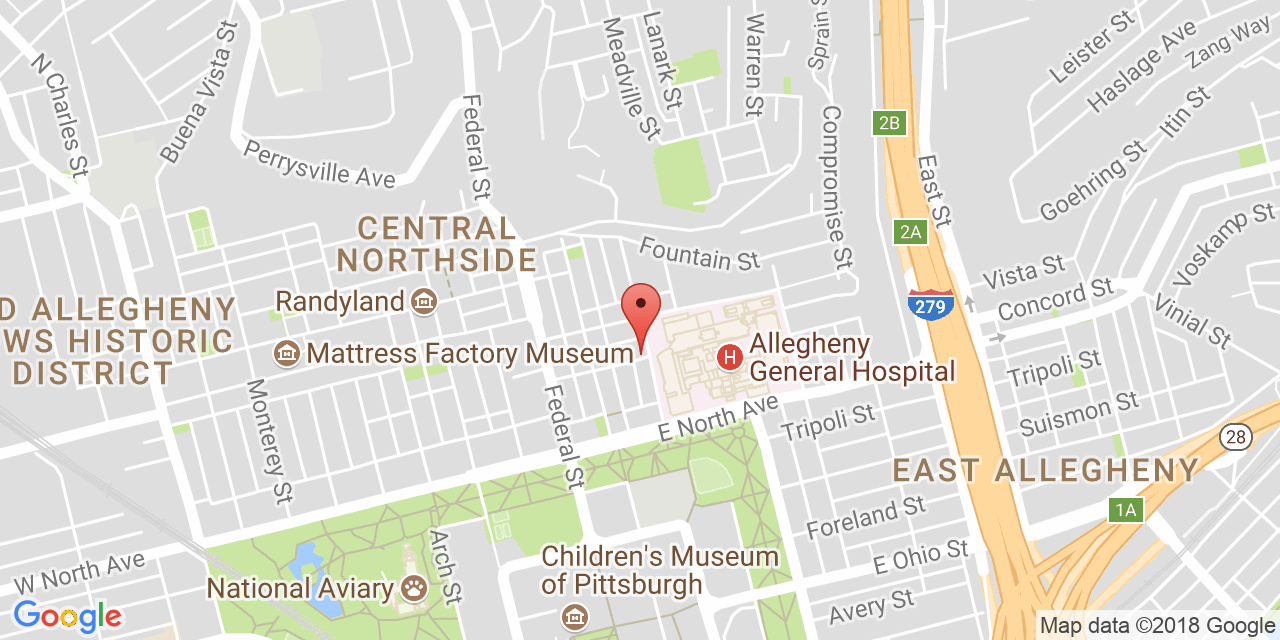 N Charles St
Buena Vista St
Perrysville Ave
Federal St
Meadville St
Lanark St
Warren St
Sprain St
Compromise St
2B
East St
2A
Leister St
Haslage Ave
Zang Way
Itin St
Goehring St
Voskamp St
CENTRAL
NORTHSIDE
Fountain St
Vista St
Concord St
Vinial St
279
Randyland
D ALLEGHENY
WS HISTORIC
DISTRICT
Mattress Factory Museum
H
Allegheny
General Hospital
Tripoli St
Suismon St
Monterey St
Federal St
E North Ave
Tripoli St
28
EAST ALLEGHENY
1A
Foreland St
E Ohio St
Avery St
Arch St
Children's Museum
of Pittsburgh
W North Ave
National Aviary
Google
Map data ©2018 Google